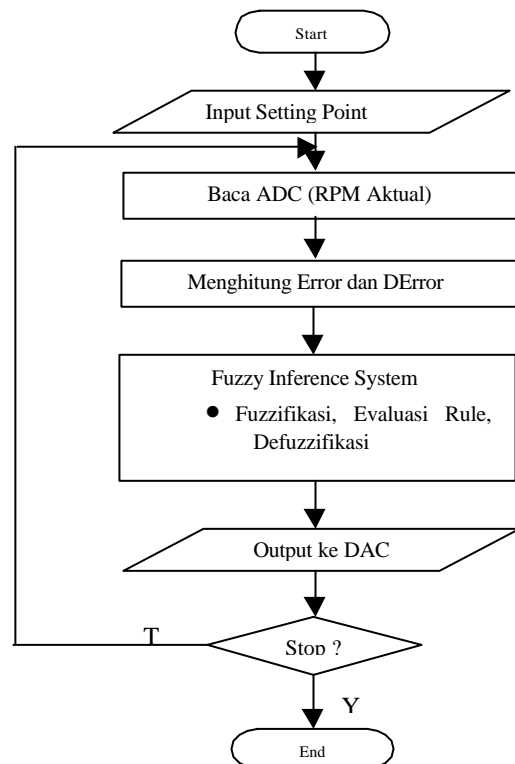 Start
Input Setting Point
Baca ADC (RPM Aktual)
Menghitung Error dan DError
Fuzzy Inference System
● Fuzzifikasi, Evaluasi Rule,
Defuzzifikasi
Output ke DAC
T
Stop ?
Y
End